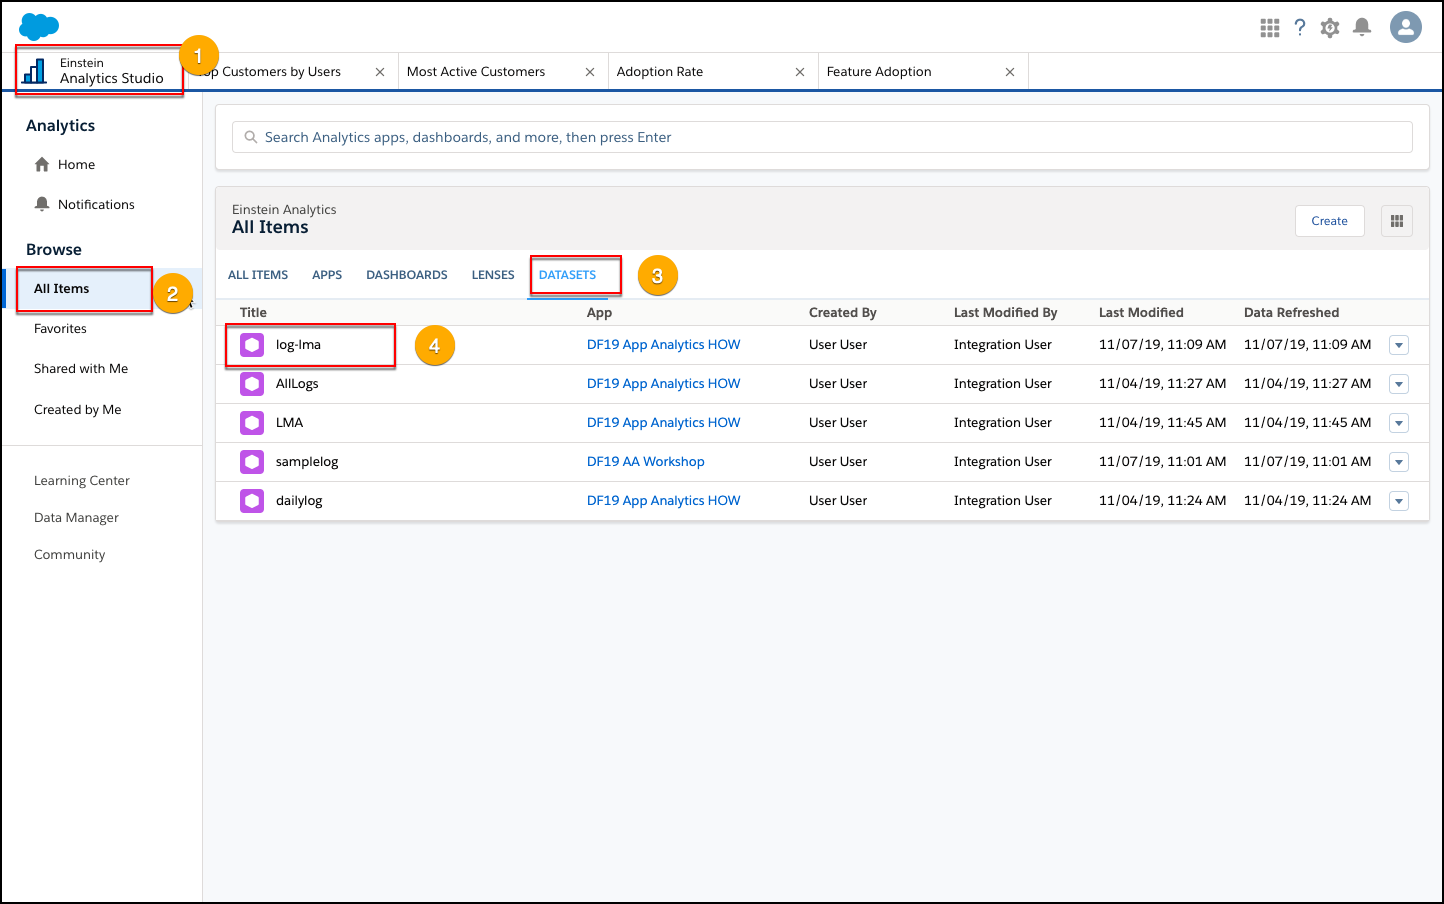 Einstein
Analytics Studio
1
op Customers by Users
Most Active Customers
Adoption Rate
Feature Adoption
Analytics
Home
Notifications
Browse
All Items
2
Favorites
Shared with Me
Created by Me
Learning Center
Data Manager
Community
Search Analytics apps, dashboards, and more, then press Enter
Einstein Analytics
All Items
Create
ALL ITEMS APPS DASHBOARDS LENSES DATASETS
3
Title App Created By Last Modified By Last Modified Data Refreshed
log-lma DF19 App Analytics HOW User User Integration User 11/07/19, 11:09 AM 11/07/19, 11:09 AM
4
AllLogs DF19 App Analytics HOW User User Integration User 11/04/19, 11:27 AM 11/04/19, 11:27 AM
LMA DF19 App Analytics HOW User User Integration User 11/04/19, 11:45 AM 11/04/19, 11:45 AM
samplelog DF19 AA Workshop User User Integration User 11/07/19, 11:01 AM 11/07/19, 11:01 AM
dailylog DF19 App Analytics HOW User User Integration User 11/04/19, 11:24 AM 11/04/19, 11:24 AM